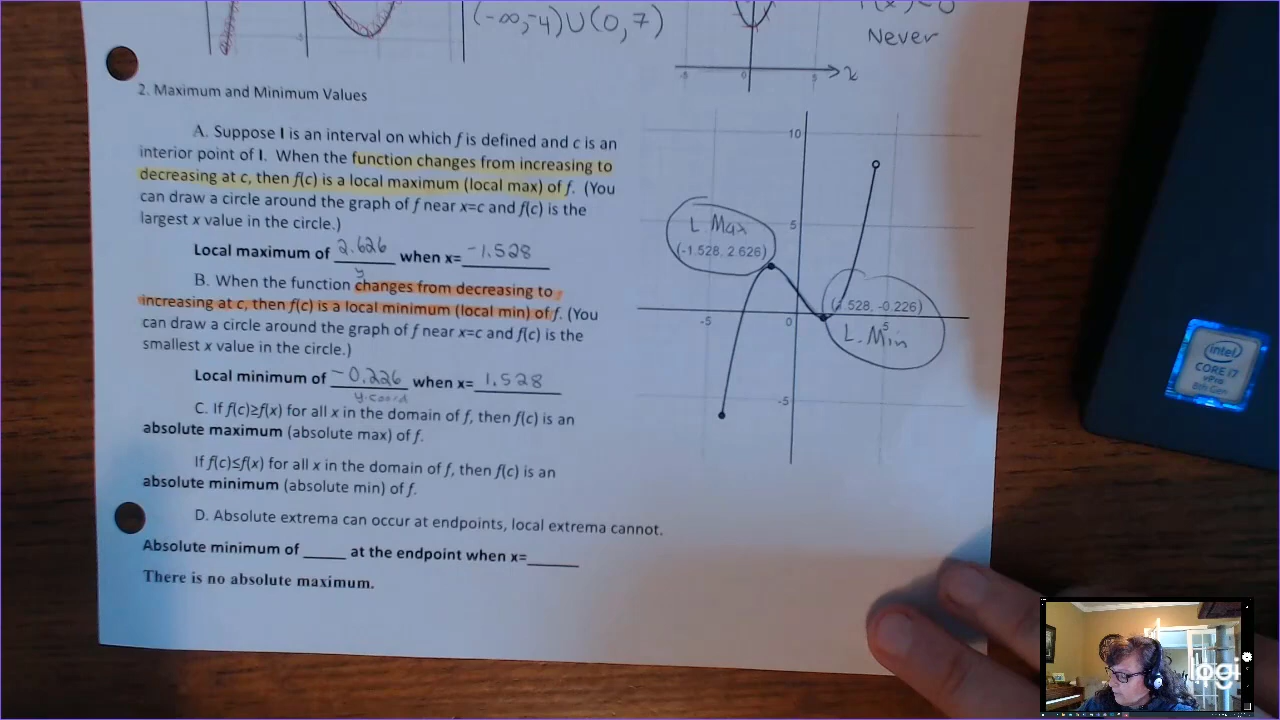 (-∞,-4)∪(0,7)
Never
-5 0 5 x
2. Maximum and Minimum Values
A. Suppose I is an interval on which f is defined and c is an
interior point of I. When the function changes from increasing to
decreasing at c, then f(c) is a local maximum (local max) of f. (You
can draw a circle around the graph of f near x=c and f(c) is the
largest x value in the circle.)
Local maximum of 2.626 when x= -1.528
y
B. When the function changes from decreasing to
increasing at c, then f(c) is a local minimum (local min) of f. (You
can draw a circle around the graph of f near x=c and f(c) is the
smallest x value in the circle.)
Local minimum of -0.226 when x= 1.528
y-coord
C. If f(c)≥f(x) for all x in the domain of f, then f(c) is an
absolute maximum (absolute max) of f.
If f(c)≤f(x) for all x in the domain of f, then f(c) is an
absolute minimum (absolute min) of f.
D. Absolute extrema can occur at endpoints, local extrema cannot.
Absolute minimum of _____ at the endpoint when x=______
There is no absolute maximum.
10
L. Max
5
(-1.528, 2.626)
528, -0.226)
-5 0 5
L. Min
-5
intel
CORE i7
vPro
8th Gen
logi